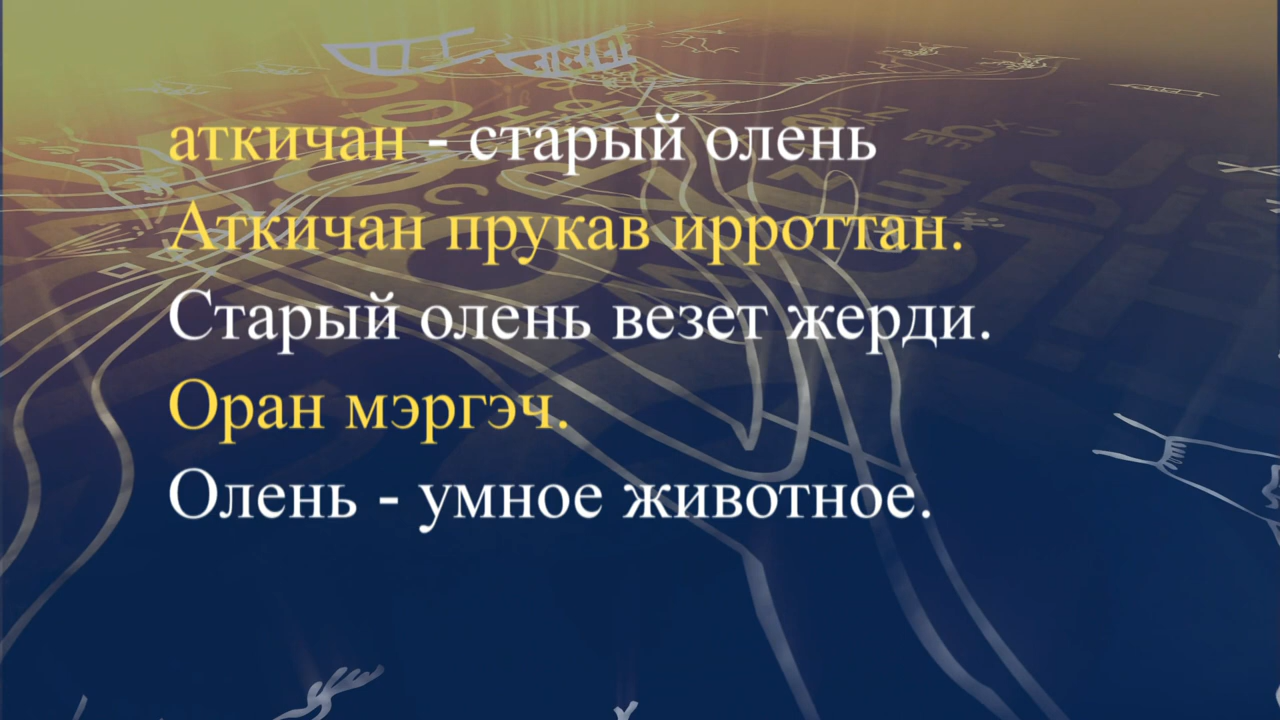 аткичан - старый олень
Аткичан прукав ирроттан.
Старый олень везет жерди.
Оран мэргэч.
Олень - умное животное.